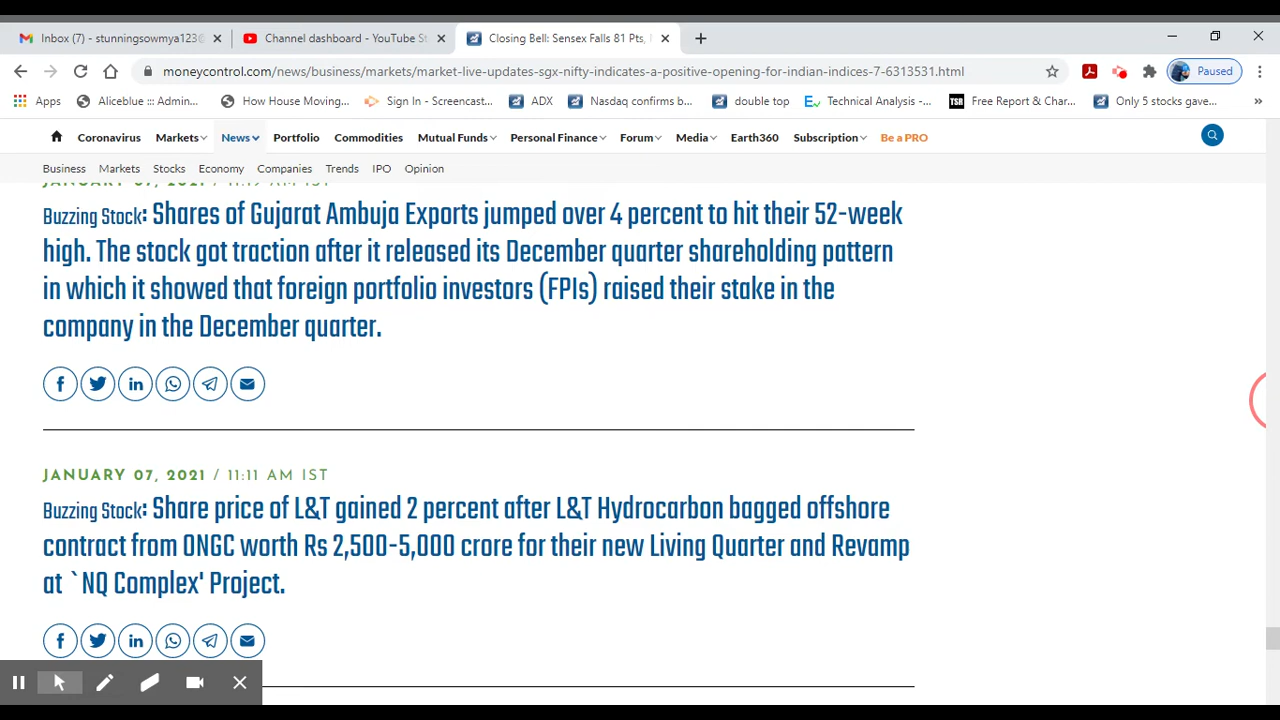 Inbox (7) - stunningsowmya123@
Channel dashboard - YouTube St
Closing Bell: Sensex Falls 81 Pts,
moneycontrol.com/news/business/markets/market-live-updates-sgx-nifty-indicates-a-positive-opening-for-indian-indices-7-6313531.html
Paused
Apps
Aliceblue ::: Admin...
How House Moving...
Sign In - Screencast...
ADX
Nasdaq confirms b...
double top
Technical Analysis -...
TSR
Free Report & Char...
Only 5 stocks gave...
»
Coronavirus Markets News Portfolio Commodities Mutual Funds Personal Finance Forum Media Earth360 Subscription Be a PRO
Business Markets Stocks Economy Companies Trends IPO Opinion
JANUARY 07, 2021 / 11:19 AM IST
Buzzing Stock: Shares of Gujarat Ambuja Exports jumped over 4 percent to hit their 52-week
high. The stock got traction after it released its December quarter shareholding pattern
in which it showed that foreign portfolio investors (FPIs) raised their stake in the
company in the December quarter.
JANUARY 07, 2021 / 11:11 AM IST
Buzzing Stock: Share price of L&T gained 2 percent after L&T Hydrocarbon bagged offshore
contract from ONGC worth Rs 2,500-5,000 crore for their new Living Quarter and Revamp
at `NQ Complex' Project.